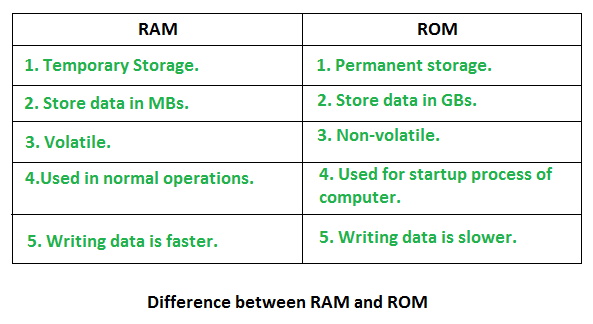 RAM ROM
1. Temporary Storage. 1. Permanent storage.
2. Store data in MBs. 2. Store data in GBs.
3. Volatile. 3. Non-volatile.
4.Used in normal operations. 4. Used for startup process of
computer.
5. Writing data is faster. 5. Writing data is slower.
Difference between RAM and ROM